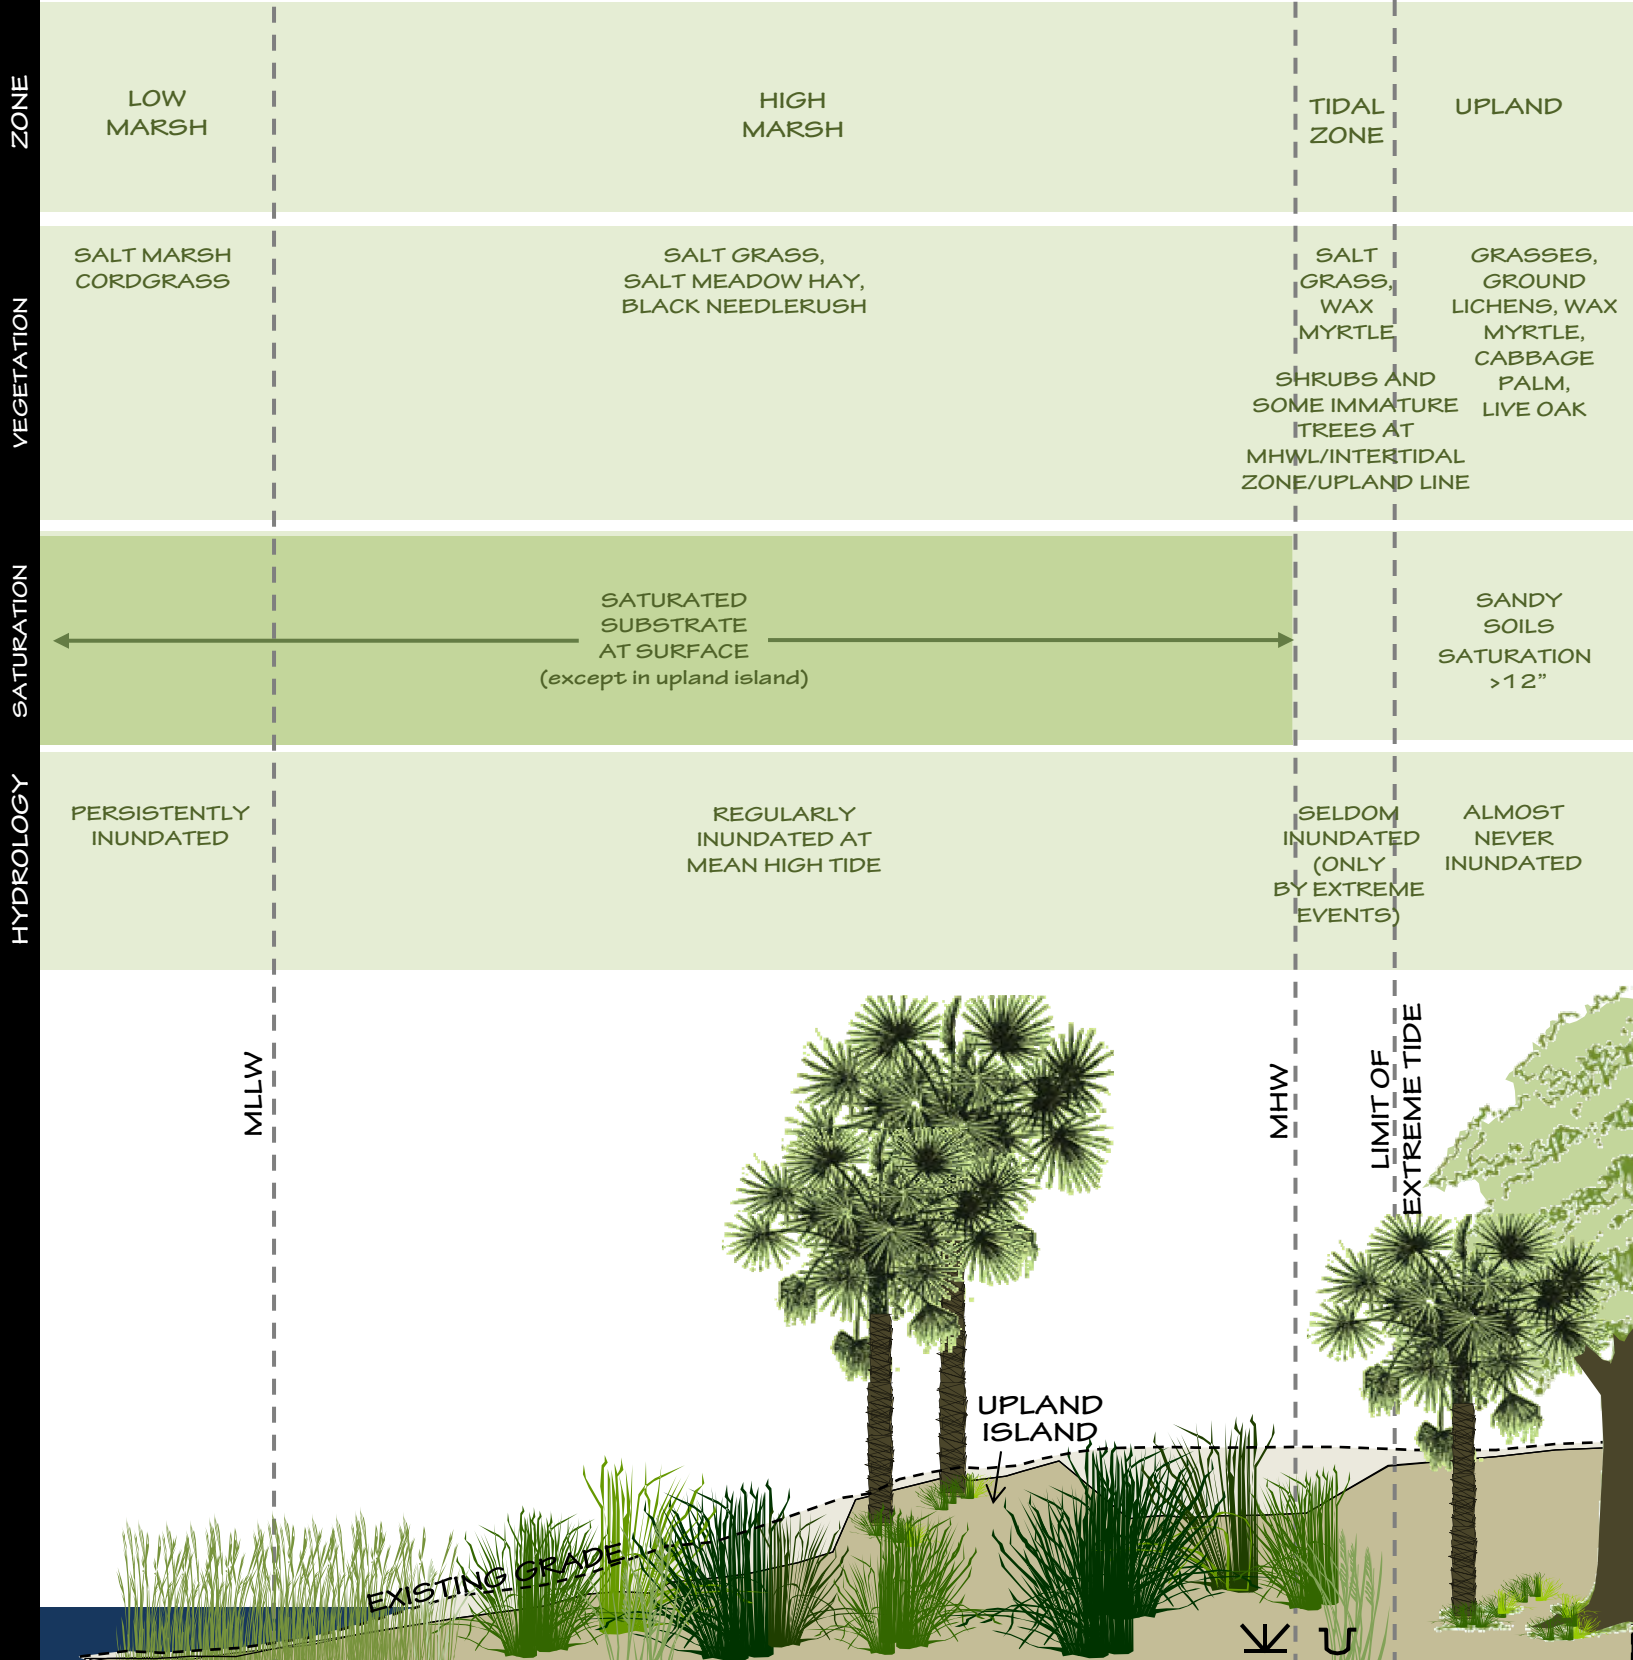 ZONE
LOW
MARSH
HIGH
MARSH
TIDAL
ZONE
UPLAND
VEGETATION
SALT MARSH
CORDGRASS
SALT GRASS,
SALT MEADOW HAY,
BLACK NEEDLERUSH
SALT
GRASS,
WAX
MYRTLE
SHRUBS AND
SOME IMMATURE
TREES AT
MHWL/INTERTIDAL
ZONE/UPLAND LINE
GRASSES,
GROUND
LICHENS, WAX
MYRTLE,
CABBAGE
PALM,
LIVE OAK
SATURATION
SATURATED
SUBSTRATE
AT SURFACE
(except in upland island)
SANDY
SOILS
SATURATION
>12”
HYDROLOGY
PERSISTENTLY
INUNDATED
REGULARLY
INUNDATED AT
MEAN HIGH TIDE
SELDOM
INUNDATED
(ONLY
BY EXTREME
EVENTS)
ALMOST
NEVER
INUNDATED
MLLW
MHW
LIMIT OF
EXTREME TIDE
UPLAND
ISLAND
EXISTING GRADE